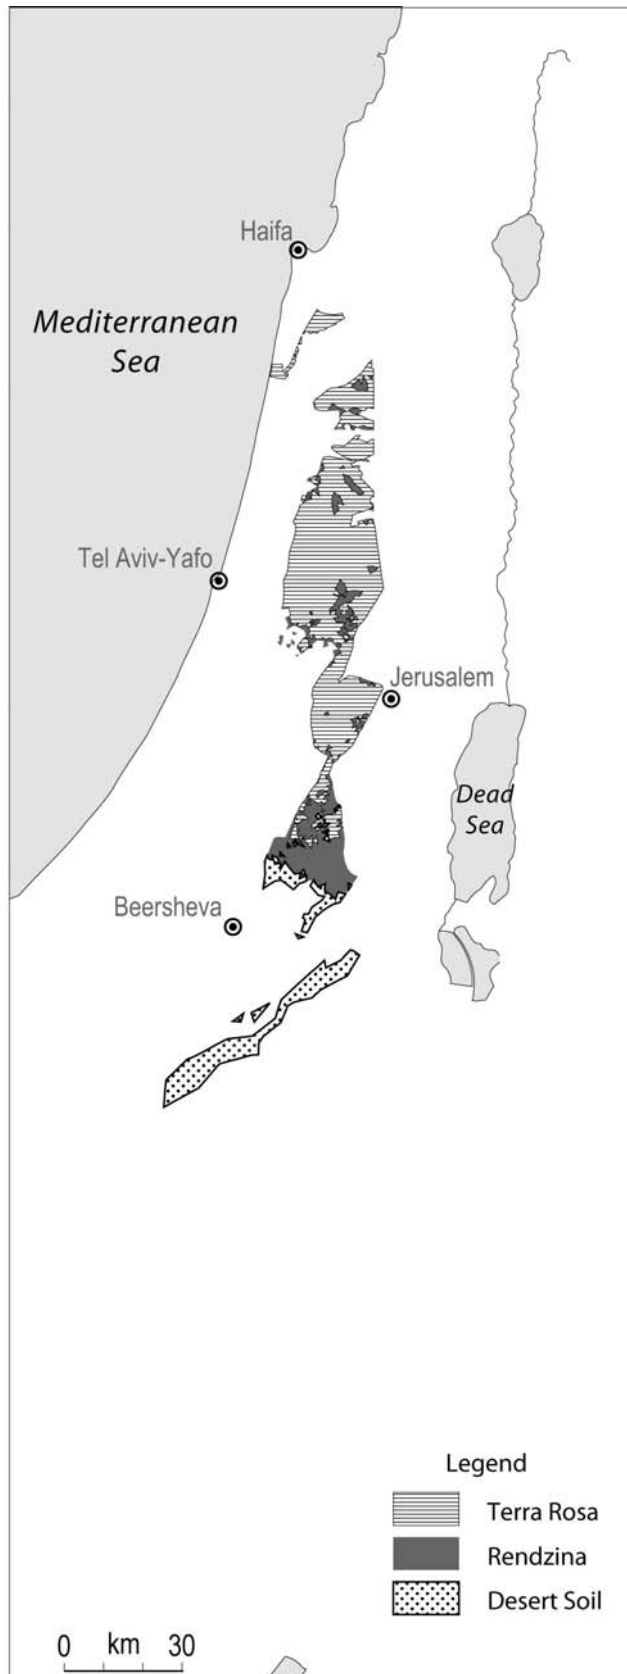 Haifa
Mediterranean
Sea
Tel Aviv-Yafo
Jerusalem
Dead
Sea
Beersheva
Legend
Terra Rosa
Rendzina
Desert Soil
0 km 30